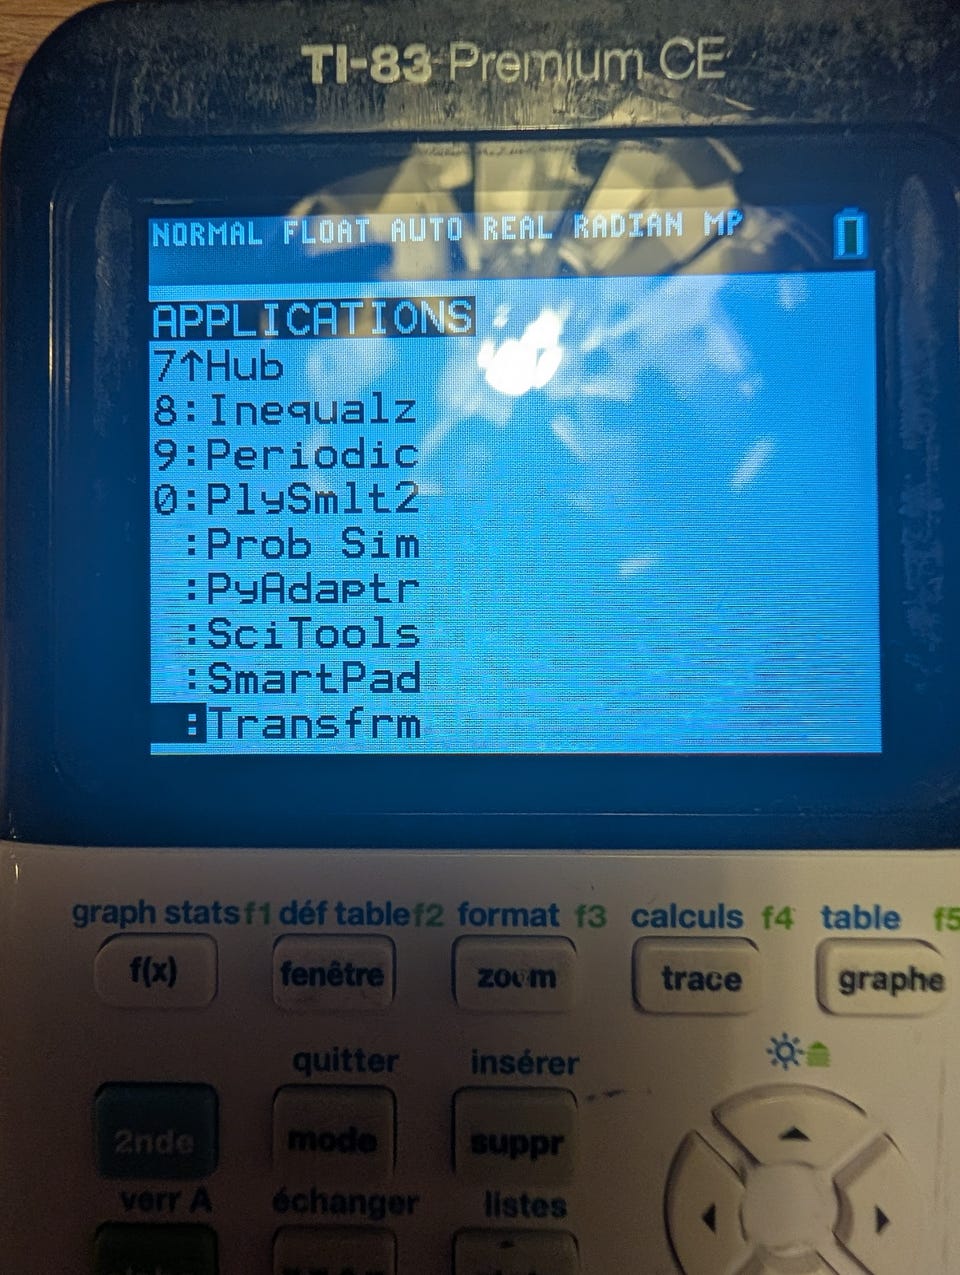 TI-83 Premium CE
NORMAL FLOAT AUTO REAL RADIAN MP
APPLICATIONS
7↑Hub
8:Inequalz
9:Periodic
0:PlySmlt2
:Prob Sim
:PyAdaptr
:SciTools
:SmartPad
:Transfrm
graph stats f1 déf table f2 format f3 calculs f4 table f5
f(x) fenêtre zoom trace graphe
quitter insérer
2nde mode suppr
verr A échanger listes